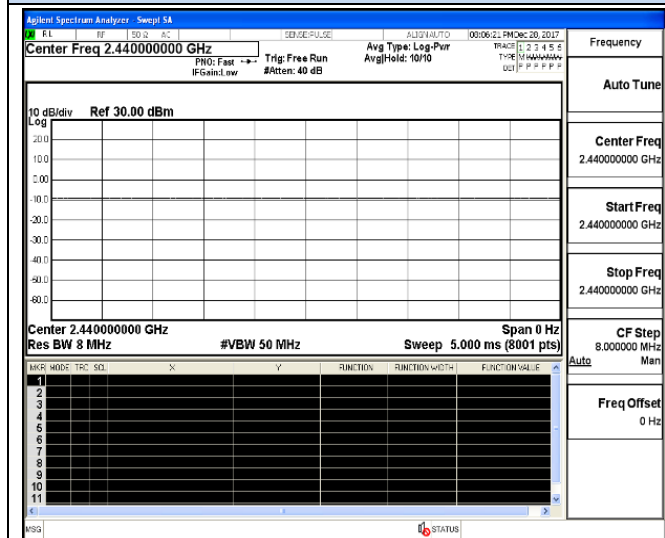 Agilent Spectrum Analyzer - Swept SA
RL RF 50 Ω AC SENSE:PULSE ALIGN AUTO 08:06:21 PM Dec 20, 2017
Center Freq 2.440000000 GHz
PNO: Fast
IFGain:Low
Trig: Free Run
#Atten: 40 dB
Avg Type: Log-Pwr
Avg|Hold: 10/10
TRACE 1 2 3 4 5 6
TYPE M
DET P P P P P P
10 dB/div Ref 30.00 dBm
Log
20.0
10.0
0.00
-10.0
-20.0
-30.0
-40.0
-50.0
-60.0
Center 2.440000000 GHz Span 0 Hz
Res BW 8 MHz #VBW 50 MHz Sweep 5.000 ms (8001 pts)
MKR MODE TRC SCL X Y FUNCTION FUNCTION WIDTH FUNCTION VALUE
1
2
3
4
5
6
7
8
9
10
11
MSG STATUS
Frequency
Auto Tune
Center Freq
2.440000000 GHz
Start Freq
2.440000000 GHz
Stop Freq
2.440000000 GHz
CF Step
8.000000 MHz
Auto Man
Freq Offset
0 Hz